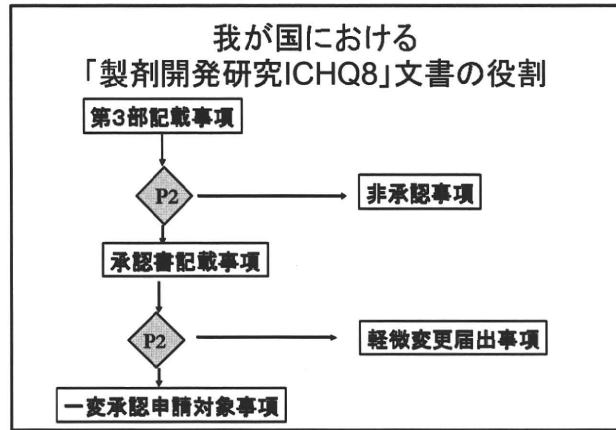 我が国における
「製剤開発研究ICHQ8」文書の役割
第3部記載事項
P2
非承認事項
承認書記載事項
P2
軽微変更届出事項
一変承認申請対象事項